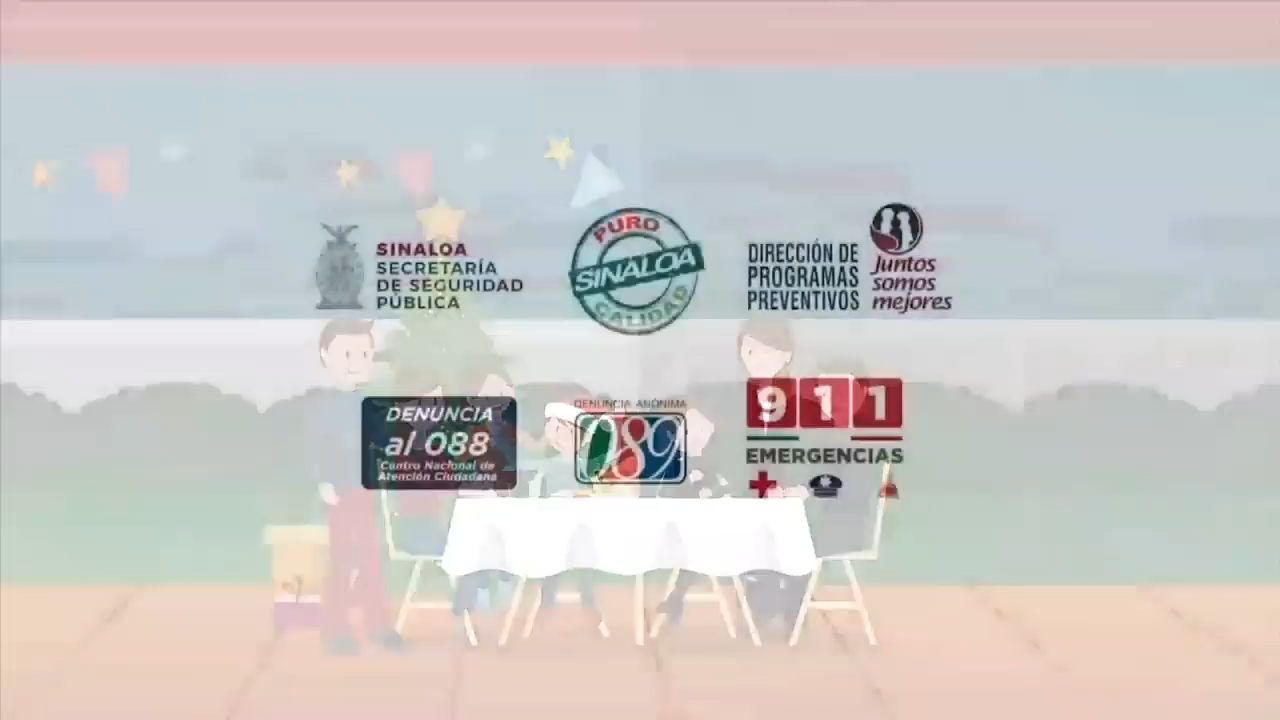 SINALOA
SECRETARÍA
DE SEGURIDAD
PÚBLICA
PURO
SINALOA
CALIDAD
DIRECCIÓN DE
PROGRAMAS
PREVENTIVOS
Juntos
somos
mejores
DENUNCIA
al 088
Centro Nacional de
Atención Ciudadana
DENUNCIA ANÓNIMA
089
911
EMERGENCIAS